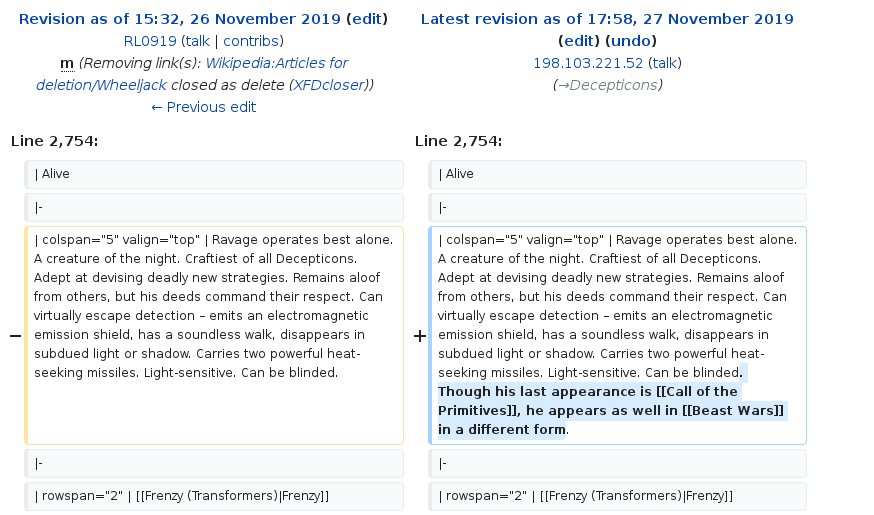 Revision as of 15:32, 26 November 2019 (edit)
RL0919 (talk | contribs)
m (Removing link(s): Wikipedia:Articles for
deletion/Wheeljack closed as delete (XFDcloser))
← Previous edit
Latest revision as of 17:58, 27 November 2019
(edit) (undo)
198.103.221.52 (talk)
(→Decepticons)
Line 2,754:
Line 2,754:
| Alive
| Alive
|-
|-
− | colspan="5" valign="top" | Ravage operates best alone.
A creature of the night. Craftiest of all Decepticons.
Adept at devising deadly new strategies. Remains aloof
from others, but his deeds command their respect. Can
virtually escape detection – emits an electromagnetic
emission shield, has a soundless walk, disappears in
subdued light or shadow. Carries two powerful heat-
seeking missiles. Light-sensitive. Can be blinded.
+ | colspan="5" valign="top" | Ravage operates best alone.
A creature of the night. Craftiest of all Decepticons.
Adept at devising deadly new strategies. Remains aloof
from others, but his deeds command their respect. Can
virtually escape detection – emits an electromagnetic
emission shield, has a soundless walk, disappears in
subdued light or shadow. Carries two powerful heat-
seeking missiles. Light-sensitive. Can be blinded.
Though his last appearance is [[Call of the
Primitives]], he appears as well in [[Beast Wars]]
in a different form.
|-
|-
| rowspan="2" | [[Frenzy (Transformers)|Frenzy]]
| rowspan="2" | [[Frenzy (Transformers)|Frenzy]]